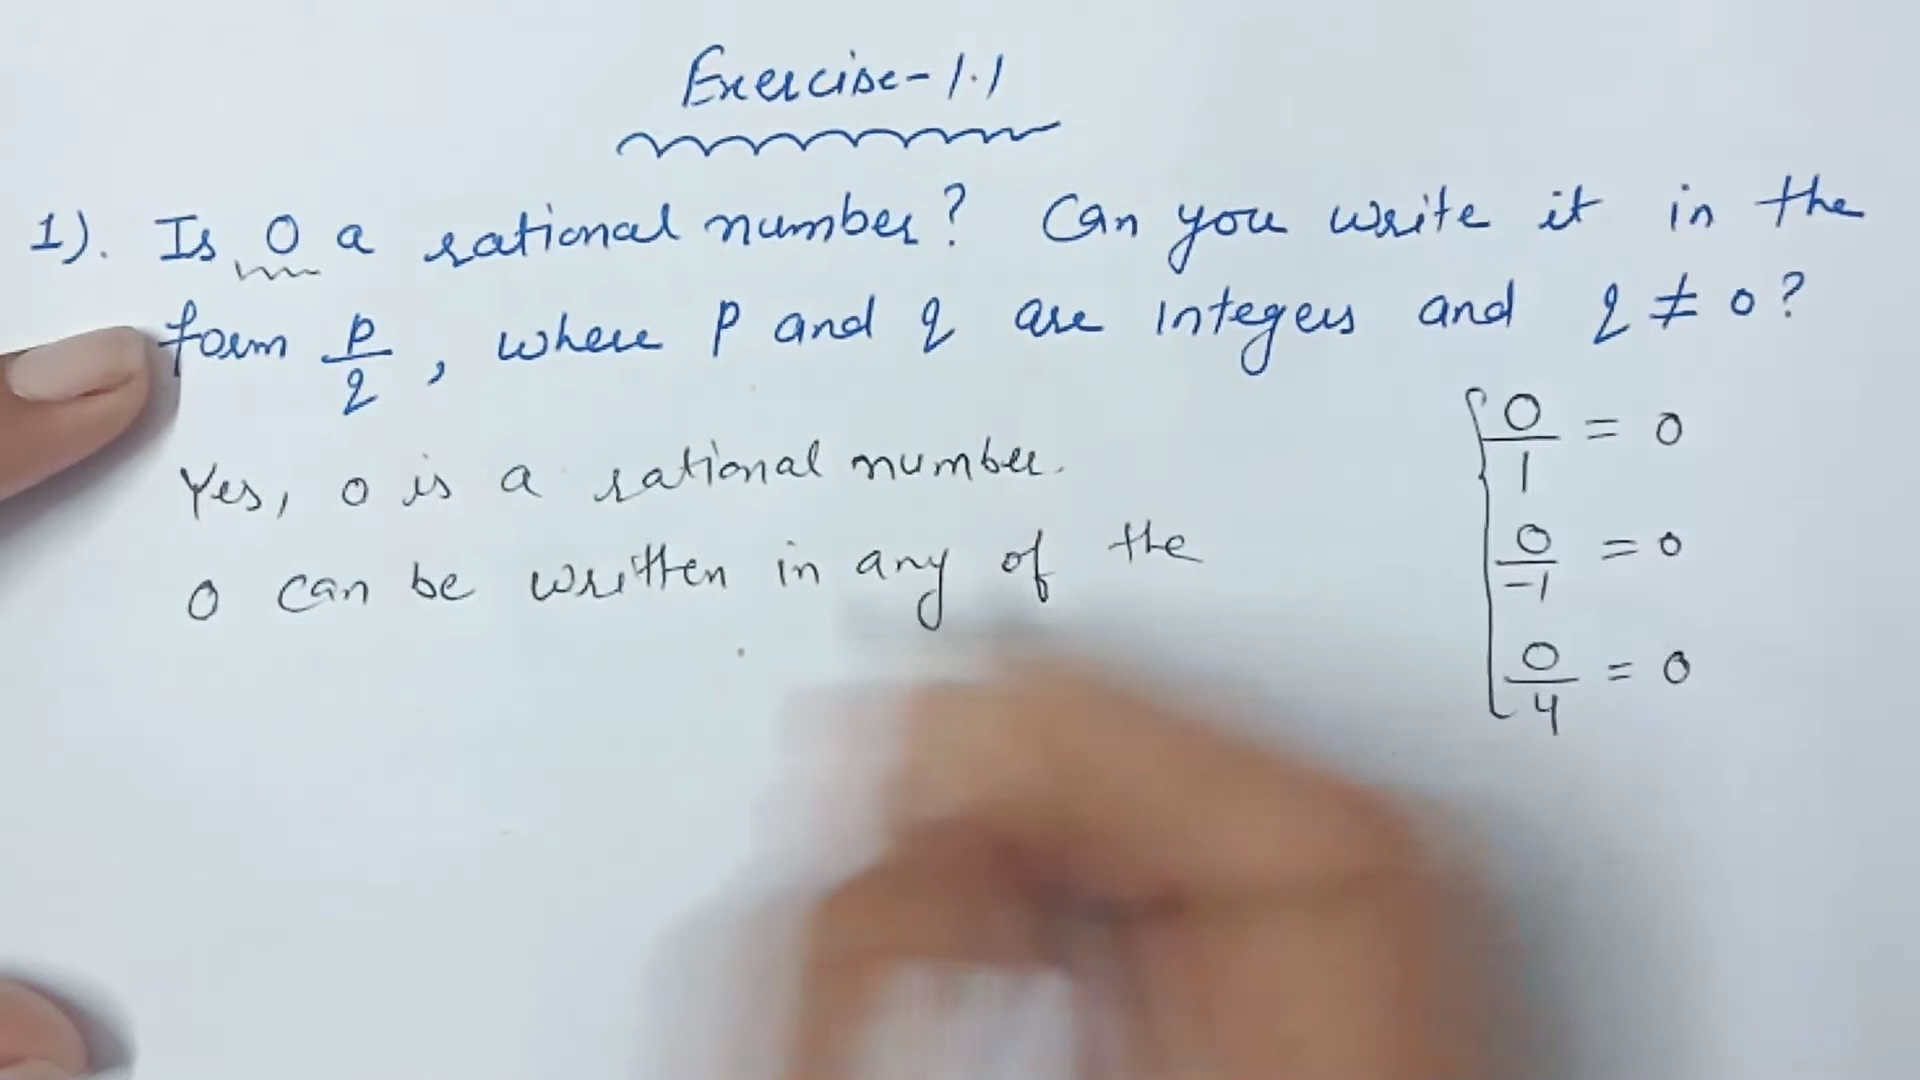 Exercise-1.1
1). Is 0 a rational number? Can you write it in the
form p/q, where p and q are integers and q ≠ 0?
Yes, 0 is a rational number.
0 can be written in any of the
0/1 = 0
0/-1 = 0
0/4 = 0